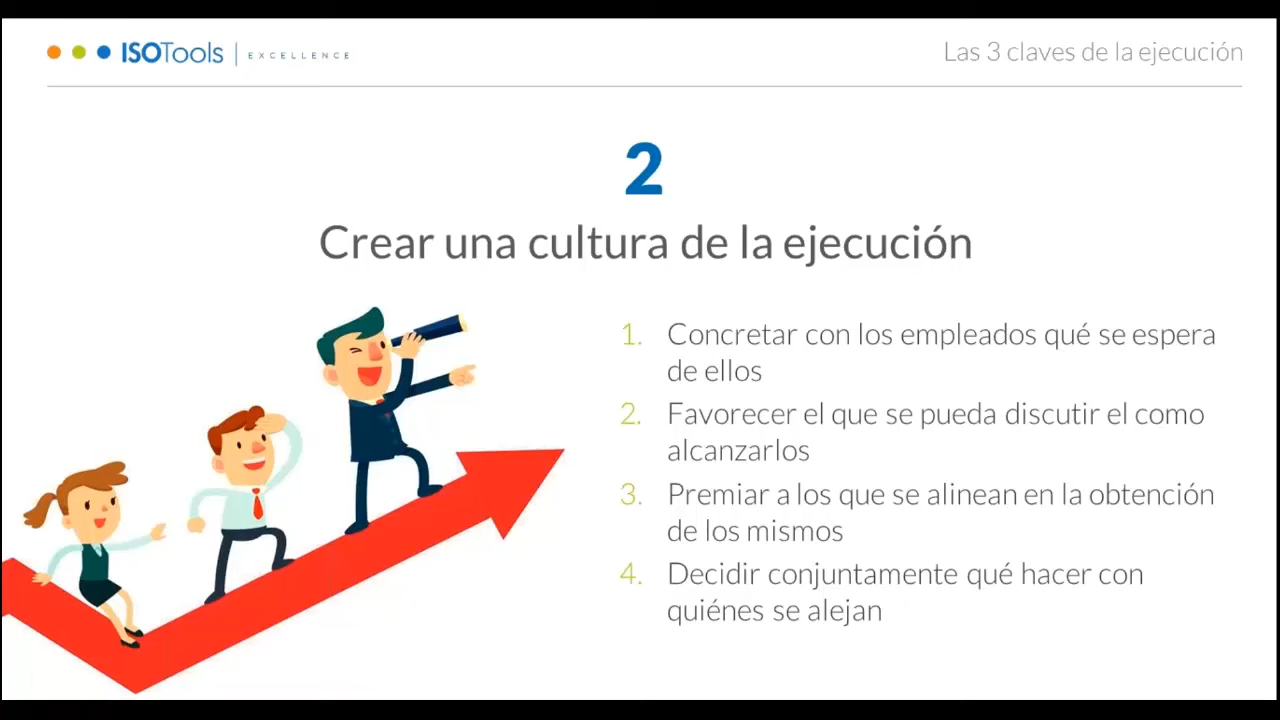 ISOTools | EXCELLENCE
Las 3 claves de la ejecución
2
Crear una cultura de la ejecución
1. Concretar con los empleados qué se espera
de ellos
2. Favorecer el que se pueda discutir el como
alcanzarlos
3. Premiar a los que se alinean en la obtención
de los mismos
4. Decidir conjuntamente qué hacer con
quiénes se alejan